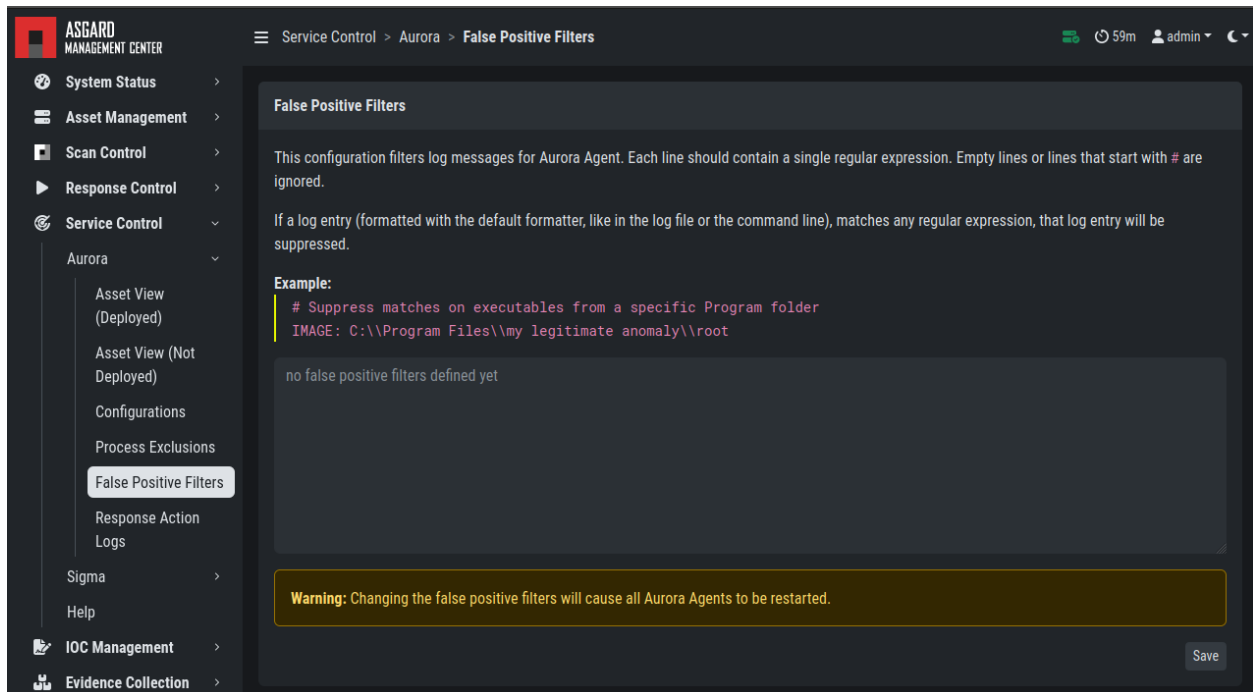 ASGARD
MANAGEMENT CENTER
Service Control > Aurora > False Positive Filters
59m
admin
System Status
Asset Management
Scan Control
Response Control
Service Control
Aurora
Asset View
(Deployed)
Asset View (Not
Deployed)
Configurations
Process Exclusions
False Positive Filters
Response Action
Logs
Sigma
Help
IOC Management
Evidence Collection
False Positive Filters
This configuration filters log messages for Aurora Agent. Each line should contain a single regular expression. Empty lines or lines that start with # are
ignored.
If a log entry (formatted with the default formatter, like in the log file or the command line), matches any regular expression, that log entry will be
suppressed.
Example:
# Suppress matches on executables from a specific Program folder
IMAGE: C:\\Program Files\\my legitimate anomaly\\root
no false positive filters defined yet
Warning: Changing the false positive filters will cause all Aurora Agents to be restarted.
Save